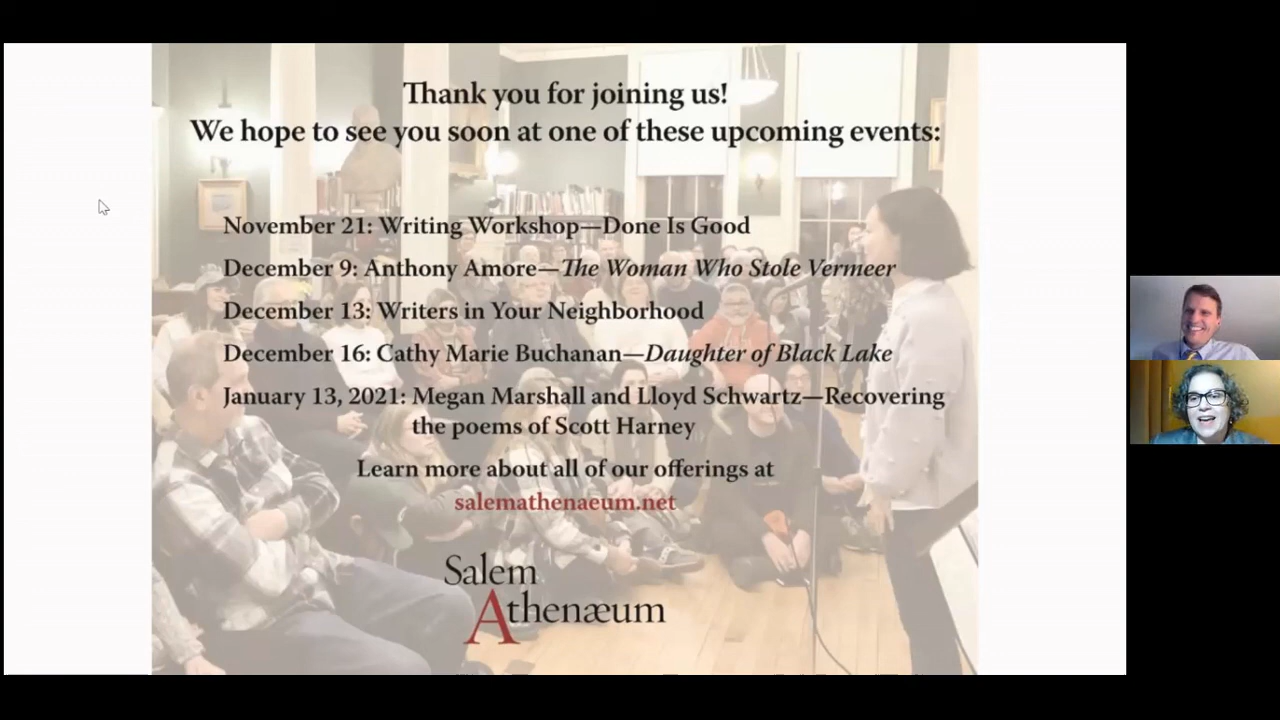 Thank you for joining us!
We hope to see you soon at one of these upcoming events:
November 21: Writing Workshop—Done Is Good
December 9: Anthony Amore—The Woman Who Stole Vermeer
December 13: Writers in Your Neighborhood
December 16: Cathy Marie Buchanan—Daughter of Black Lake
January 13, 2021: Megan Marshall and Lloyd Schwartz—Recovering
the poems of Scott Harney
Learn more about all of our offerings at
salemathenaeum.net
Salem
Athenæum